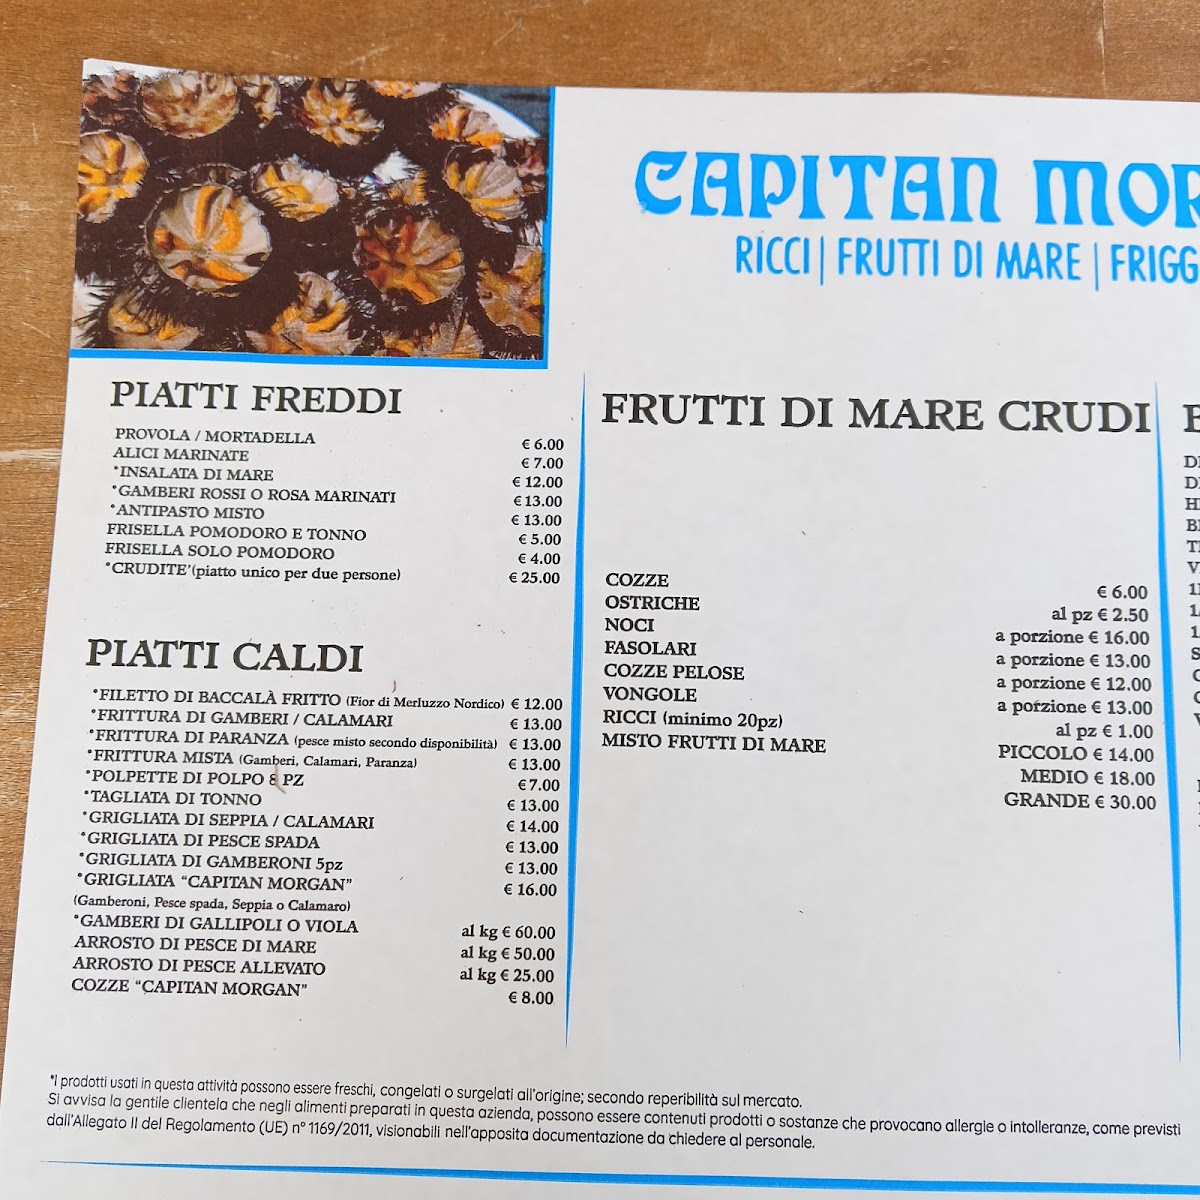 CAPITAN MOR
RICCI | FRUTTI DI MARE | FRIGG
PIATTI FREDDI
PROVOLA / MORTADELLA € 6.00
ALICI MARINATE € 7.00
*INSALATA DI MARE € 12.00
*GAMBERI ROSSI O ROSA MARINATI € 13.00
*ANTIPASTO MISTO € 13.00
FRISELLA POMODORO E TONNO € 5.00
FRISELLA SOLO POMODORO € 4.00
*CRUDITE'(piatto unico per due persone) € 25.00
PIATTI CALDI
*FILETTO DI BACCALÀ FRITTO (Fior di Merluzzo Nordico) € 12.00
*FRITTURA DI GAMBERI / CALAMARI € 13.00
*FRITTURA DI PARANZA (pesce misto secondo disponibilità) € 13.00
*FRITTURA MISTA (Gamberi, Calamari, Paranza) € 13.00
*POLPETTE DI POLPO 8 PZ €7.00
*TAGLIATA DI TONNO € 13.00
*GRIGLIATA DI SEPPIA / CALAMARI € 14.00
*GRIGLIATA DI PESCE SPADA € 13.00
*GRIGLIATA DI GAMBERONI 5pz € 13.00
*GRIGLIATA “CAPITAN MORGAN” € 16.00
(Gamberoni, Pesce spada, Seppia o Calamaro)
*GAMBERI DI GALLIPOLI O VIOLA al kg € 60.00
ARROSTO DI PESCE DI MARE al kg € 50.00
ARROSTO DI PESCE ALLEVATO al kg € 25.00
COZZE “CAPITAN MORGAN” € 8.00
FRUTTI DI MARE CRUDI
COZZE € 6.00
OSTRICHE al pz € 2.50
NOCI a porzione € 16.00
FASOLARI a porzione € 13.00
COZZE PELOSE a porzione € 12.00
VONGOLE a porzione € 13.00
RICCI (minimo 20pz) al pz € 1.00
MISTO FRUTTI DI MARE PICCOLO € 14.00
MEDIO € 18.00
GRANDE € 30.00
*I prodotti usati in questa attività possono essere freschi, congelati o surgelati all'origine; secondo reperibilità sul mercato.
Si avvisa la gentile clientela che negli alimenti preparati in questa azienda, possono essere contenuti prodotti o sostanze che provocano allergie o intolleranze, come previsti
dall'Allegato II del Regolamento (UE) n° 1169/2011, visionabili nell'apposita documentazione da chiedere al personale.